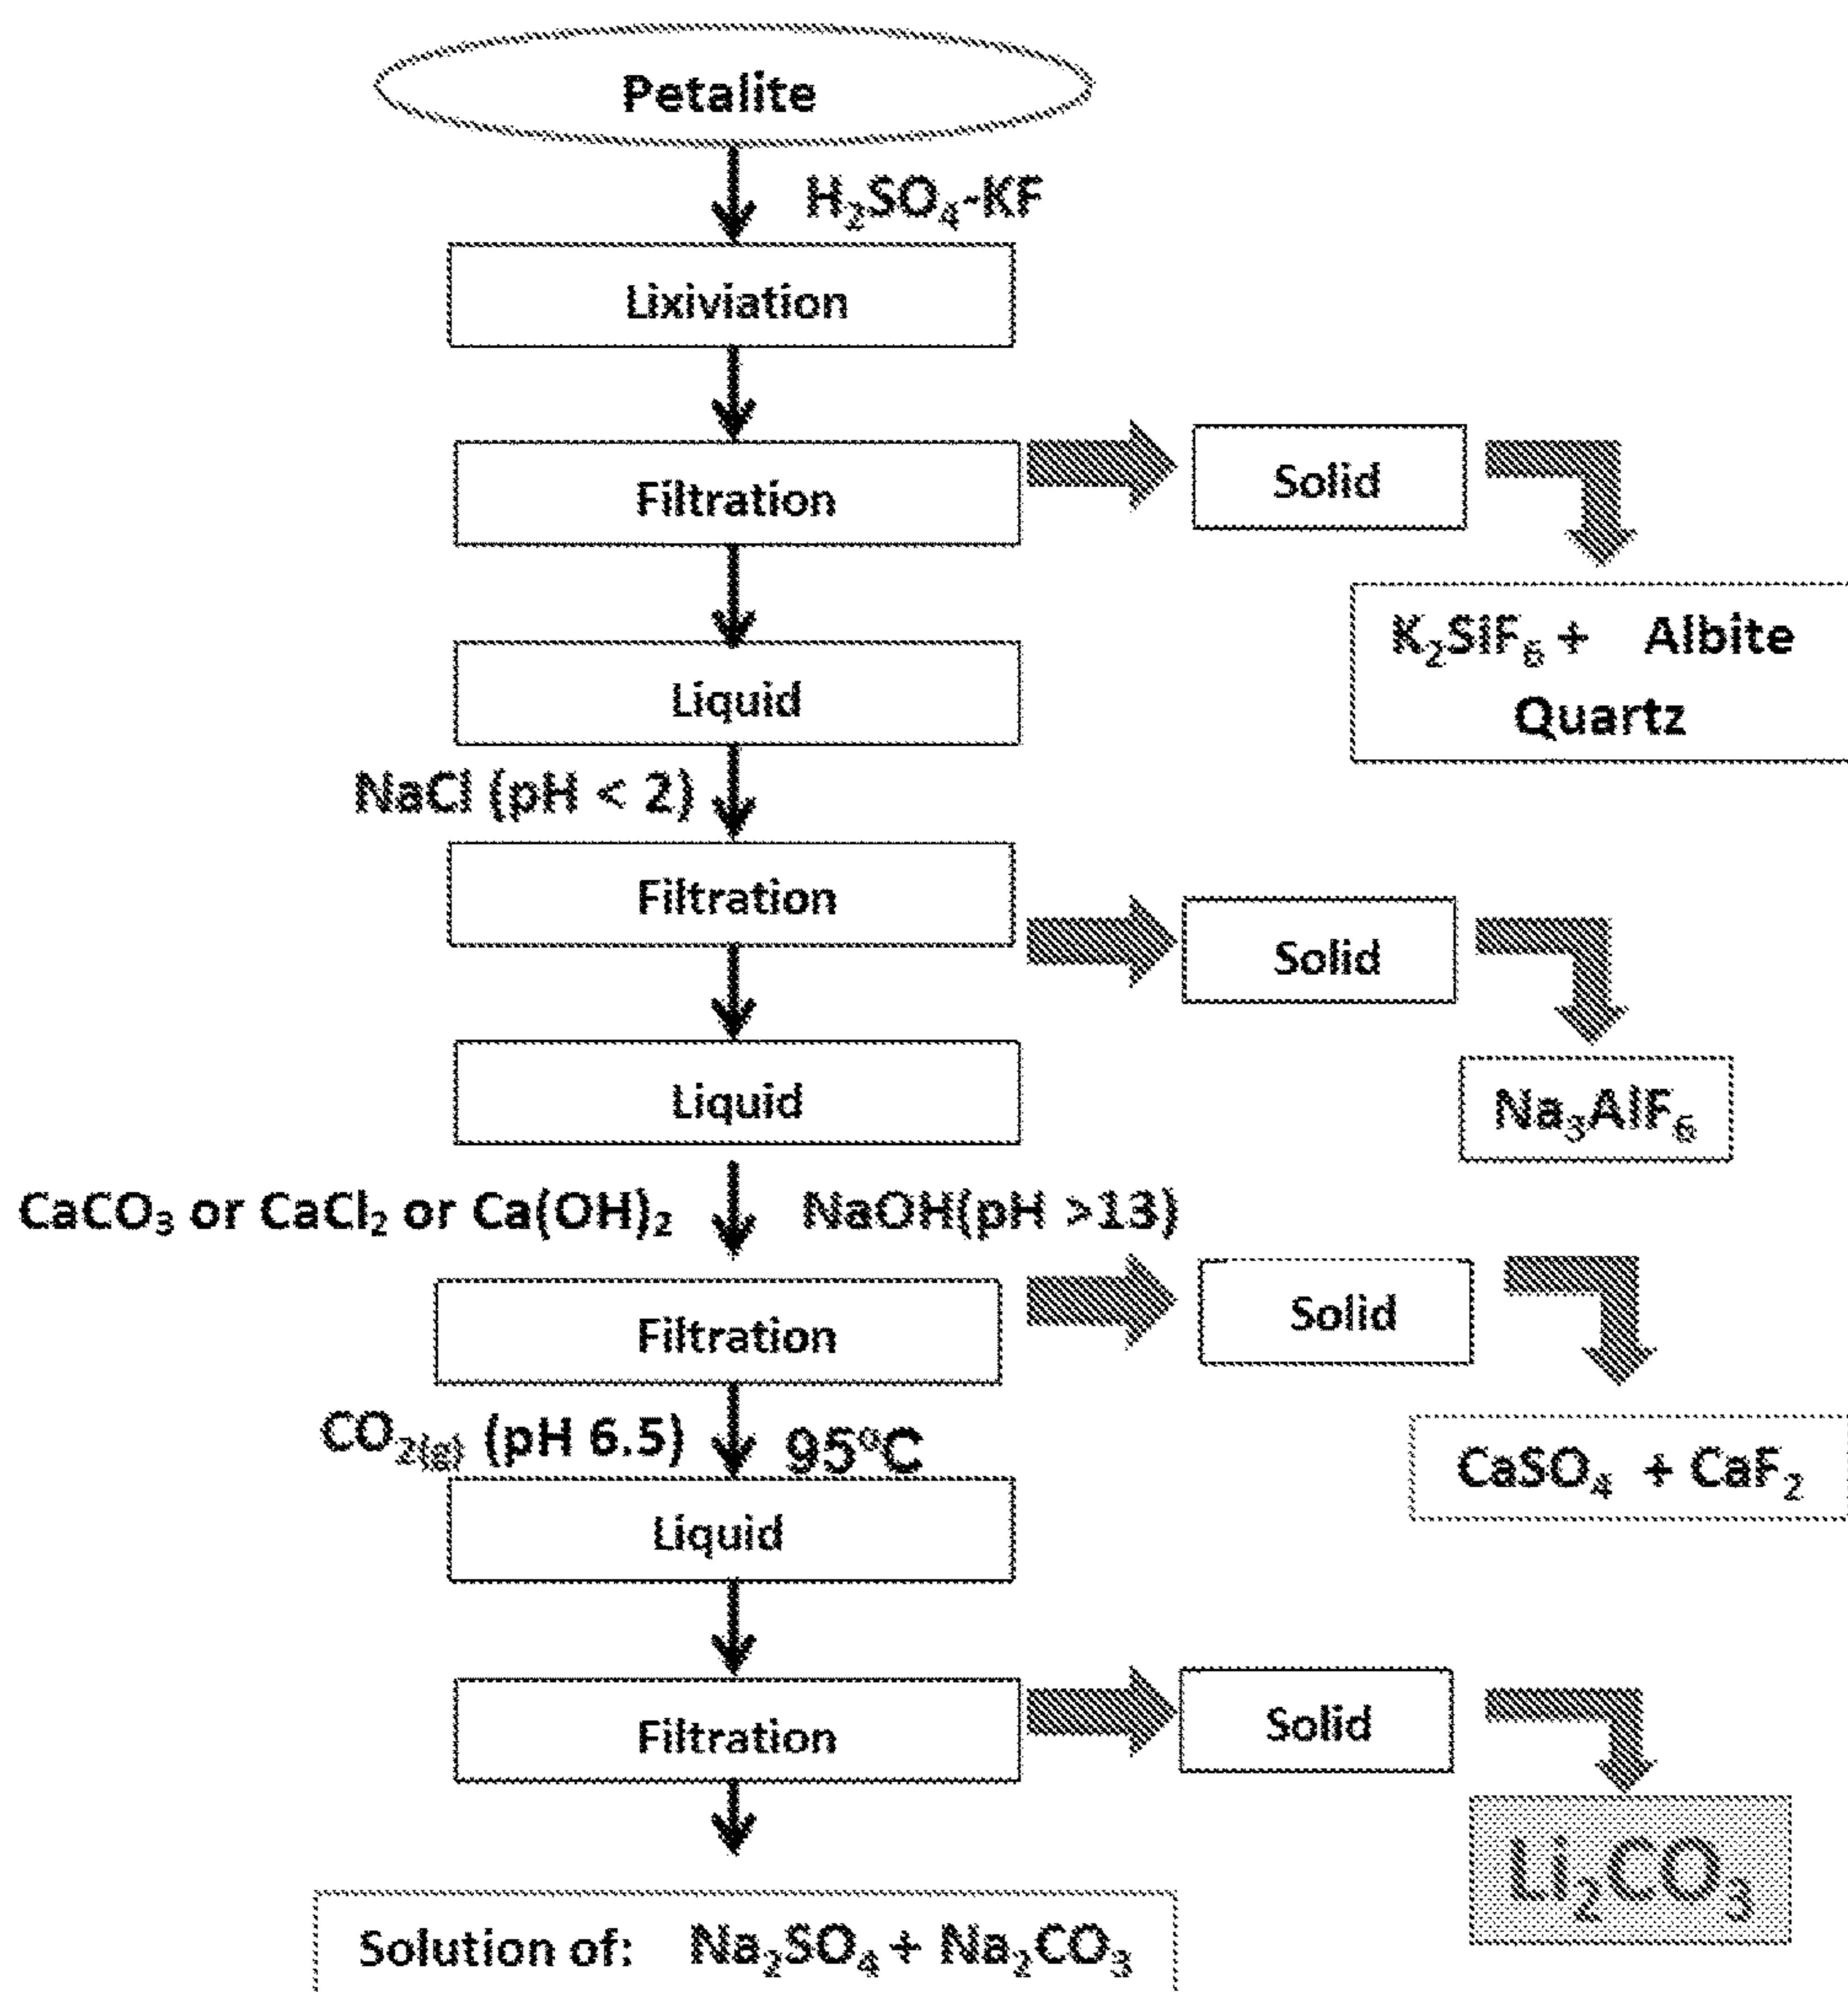 Petalite
H₂SO₄-KF
Lixiviation
Filtration
Solid
K₂SiF₆ + Albite
Quartz
Liquid
NaCl (pH < 2)
Filtration
Solid
Na₃AlF₆
Liquid
CaCO₃ or CaCl₂ or Ca(OH)₂
NaOH(pH >13)
Filtration
Solid
CaSO₄ + CaF₂
CO₂₍g₎ (pH 6.5)
95ºC
Liquid
Filtration
Solid
Li₂CO₃
Solution of: Na₂SO₄ + Na₂CO₃